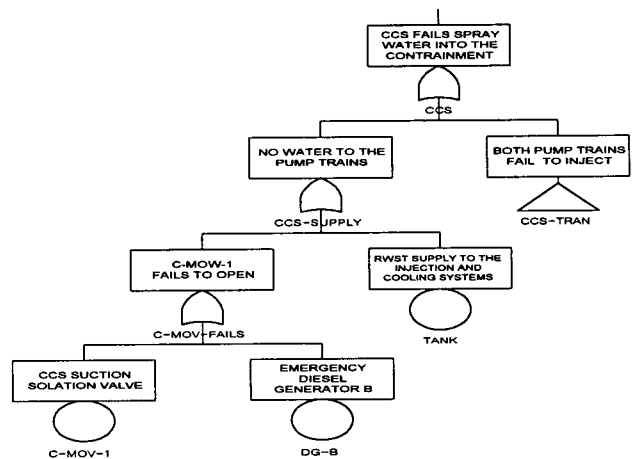 CCS FAILS SPRAY
WATER INTO THE
CONTRAINMENT
CCS
NO WATER TO THE
PUMP TRAINS
BOTH PUMP TRAINS
FAIL TO INJECT
CCS-SUPPLY
CCS-TRAN
C-MOW-1
FAILS TO OPEN
RWST SUPPLY TO THE
INJECTION AND
COOLING SYSTEMS
C-MOV-FAILS
TANK
CCS SUCTION
SOLATION VALVE
EMERGENCY
DIESEL
GENERATOR B
C-MOV-1
DG-B